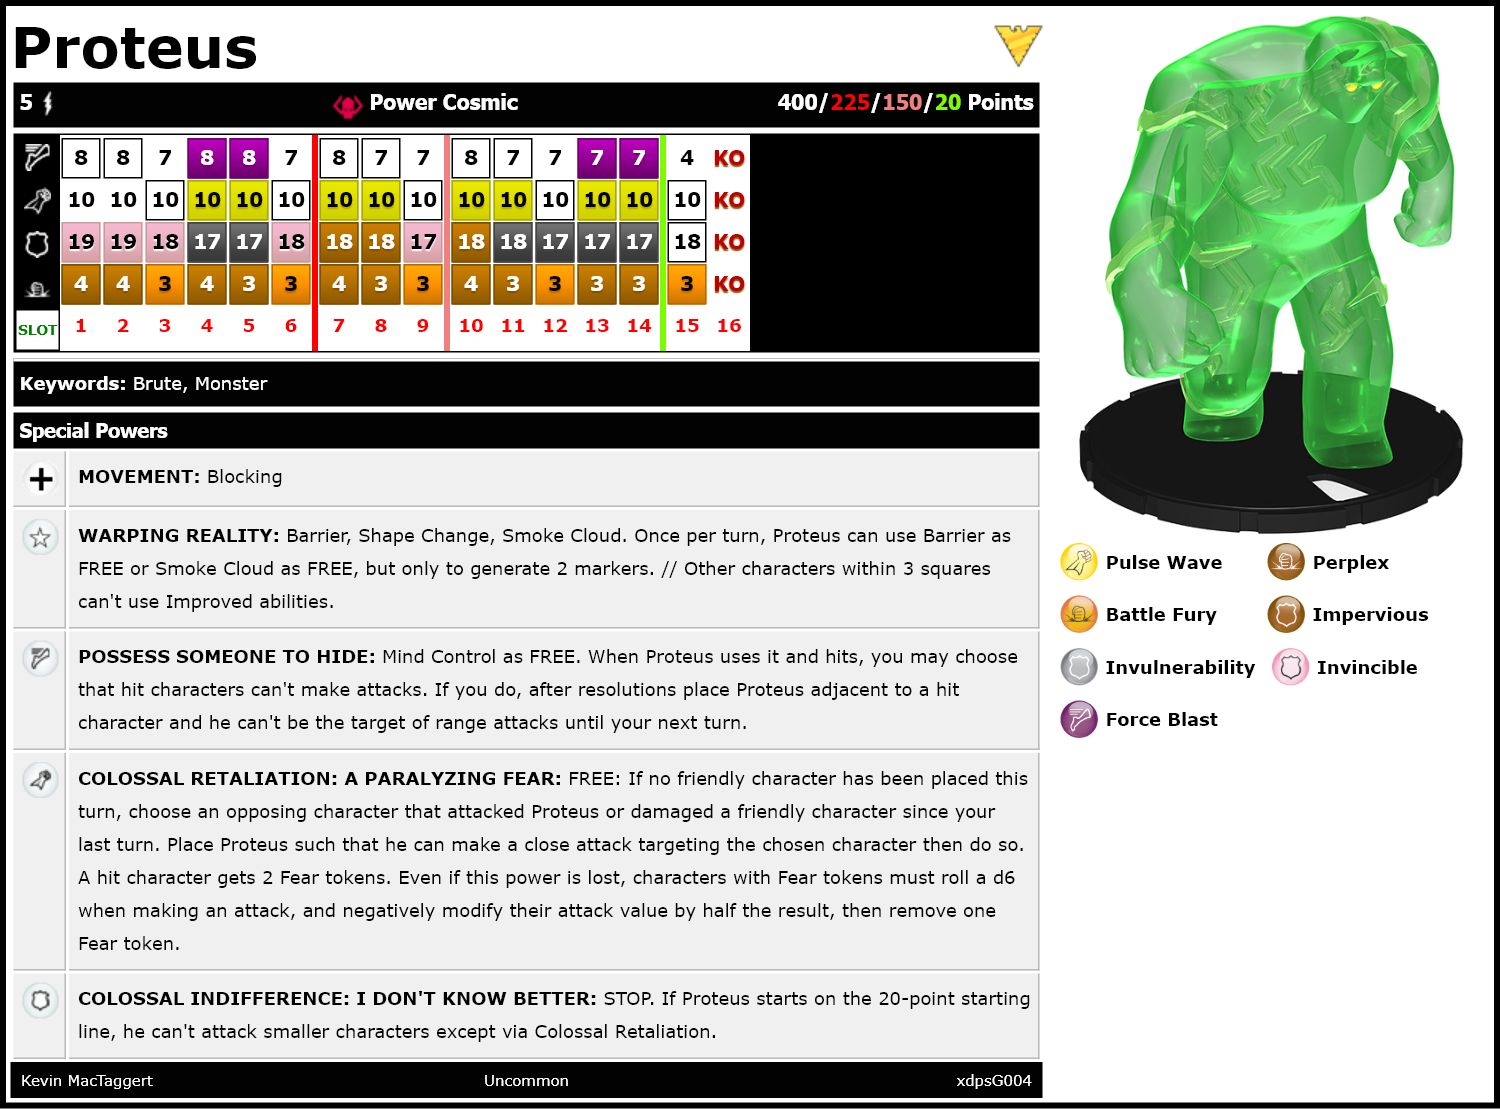 Proteus
5 Power Cosmic 400/225/150/20 Points
8 8 7 8 8 7 8 7 7 8 7 7 7 7 4 KO
10 10 10 10 10 10 10 10 10 10 10 10 10 10 10 KO
19 19 18 17 17 18 18 18 17 18 18 17 17 17 18 KO
4 4 3 4 3 3 4 3 3 4 3 3 3 3 3 KO
SLOT 1 2 3 4 5 6 7 8 9 10 11 12 13 14 15 16
Keywords: Brute, Monster
Special Powers
MOVEMENT: Blocking
WARPING REALITY: Barrier, Shape Change, Smoke Cloud. Once per turn, Proteus can use Barrier as
FREE or Smoke Cloud as FREE, but only to generate 2 markers. // Other characters within 3 squares
can't use Improved abilities.
POSSESS SOMEONE TO HIDE: Mind Control as FREE. When Proteus uses it and hits, you may choose
that hit characters can't make attacks. If you do, after resolutions place Proteus adjacent to a hit
character and he can't be the target of range attacks until your next turn.
COLOSSAL RETALIATION: A PARALYZING FEAR: FREE: If no friendly character has been placed this
turn, choose an opposing character that attacked Proteus or damaged a friendly character since your
last turn. Place Proteus such that he can make a close attack targeting the chosen character then do so.
A hit character gets 2 Fear tokens. Even if this power is lost, characters with Fear tokens must roll a d6
when making an attack, and negatively modify their attack value by half the result, then remove one
Fear token.
COLOSSAL INDIFFERENCE: I DON'T KNOW BETTER: STOP. If Proteus starts on the 20-point starting
line, he can't attack smaller characters except via Colossal Retaliation.
Kevin MacTaggert Uncommon xdpsG004
Pulse Wave Perplex
Battle Fury Impervious
Invulnerability Invincible
Force Blast